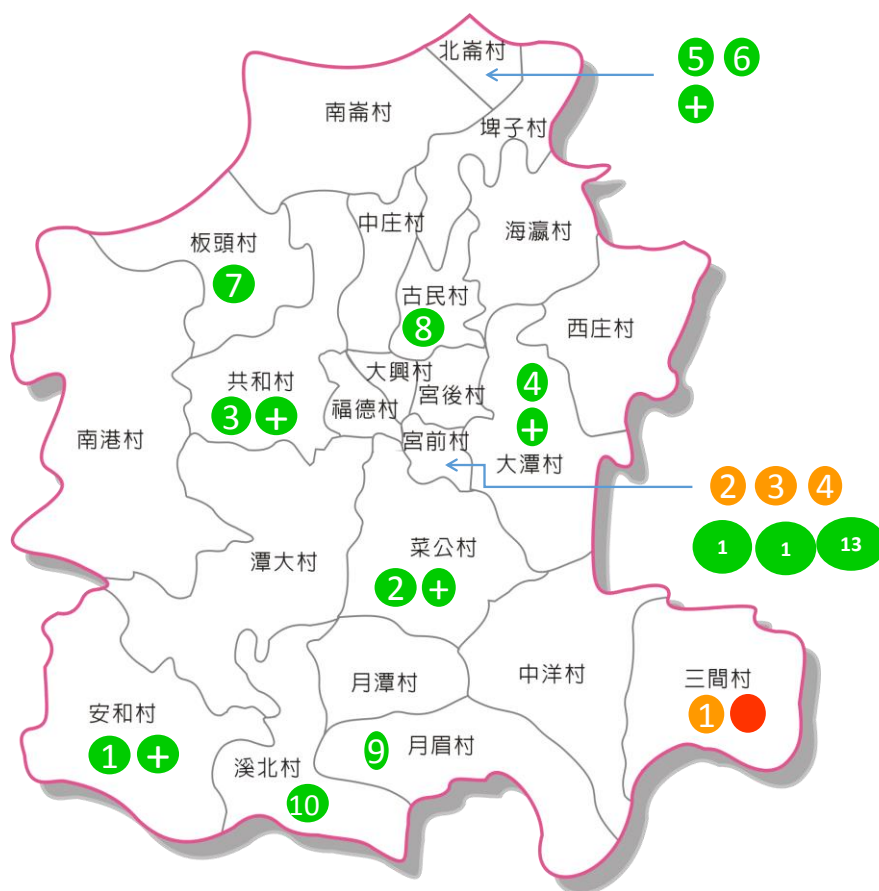 北崙村
5 6
+
南崙村
埤子村
中庄村
海瀛村
板頭村
7
古民村
8
西庄村
大興村
4
+
共和村
3 +
福德村
宮後村
南港村
宮前村
大潭村
2 3 4
1 1 13
菜公村
2 +
潭大村
月潭村
中洋村
三間村
1
安和村
1 +
溪北村
9
月眉村
10